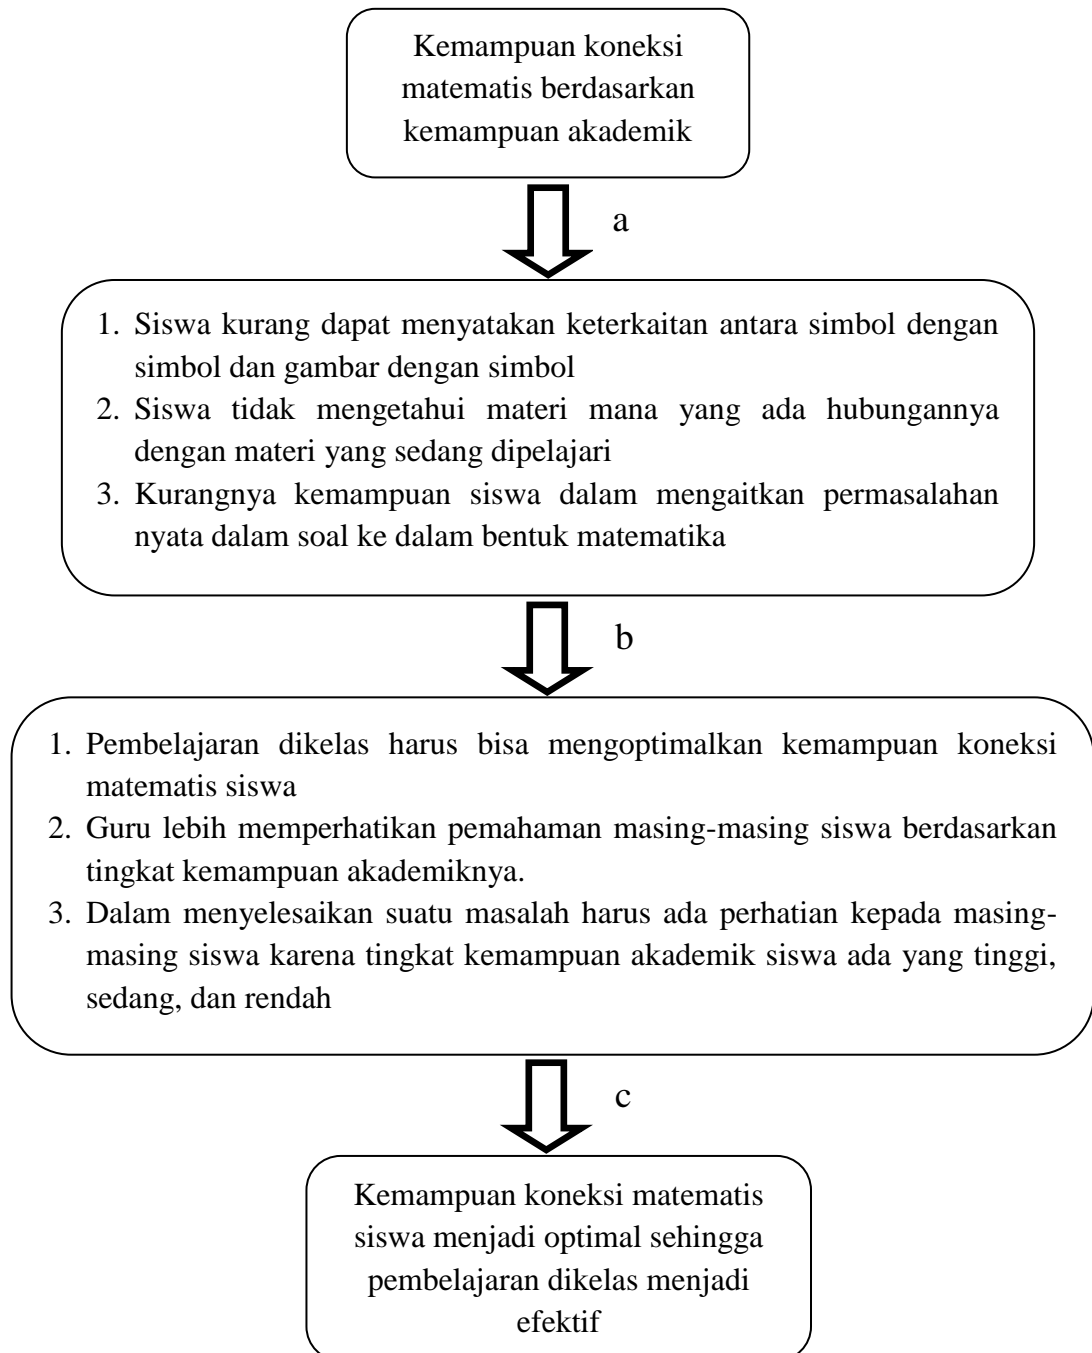 Kemampuan koneksi
matematis berdasarkan
kemampuan akademik
a
1. Siswa kurang dapat menyatakan keterkaitan antara simbol dengan
simbol dan gambar dengan simbol
2. Siswa tidak mengetahui materi mana yang ada hubungannya
dengan materi yang sedang dipelajari
3. Kurangnya kemampuan siswa dalam mengaitkan permasalahan
nyata dalam soal ke dalam bentuk matematika
b
1. Pembelajaran dikelas harus bisa mengoptimalkan kemampuan koneksi
matematis siswa
2. Guru lebih memperhatikan pemahaman masing-masing siswa berdasarkan
tingkat kemampuan akademiknya.
3. Dalam menyelesaikan suatu masalah harus ada perhatian kepada masing-
masing siswa karena tingkat kemampuan akademik siswa ada yang tinggi,
sedang, dan rendah
c
Kemampuan koneksi matematis
siswa menjadi optimal sehingga
pembelajaran dikelas menjadi
efektif